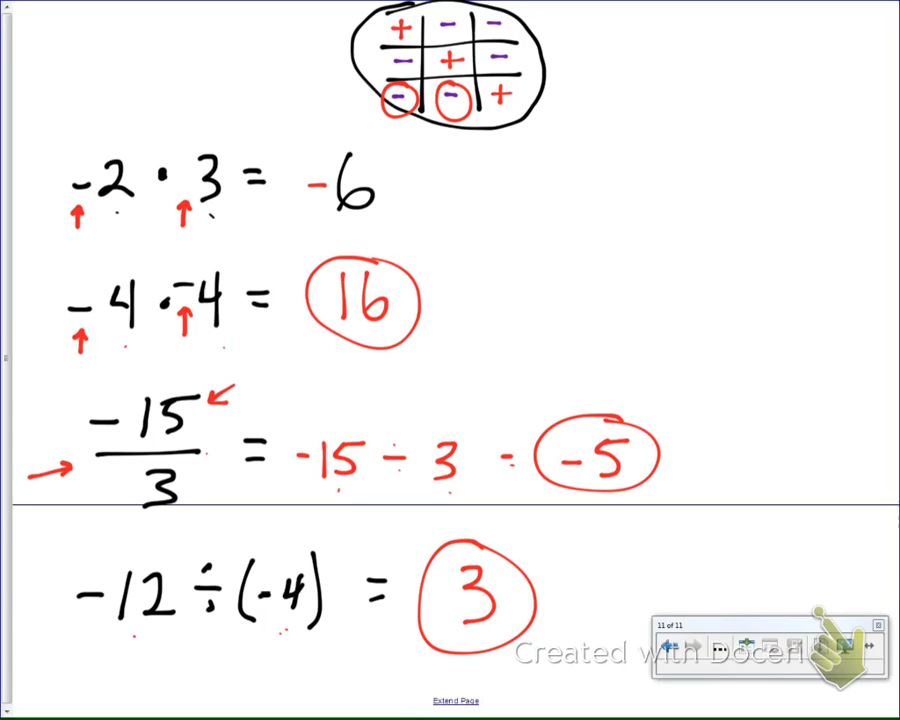 + - -
- + -
- - +
-2 · 3 = -6
-4 · -4 = 16
-15
3
= -15 ÷ 3 = -5
-12 ÷ (-4) = 3
11 of 11
Created with Doceri
Extend Page